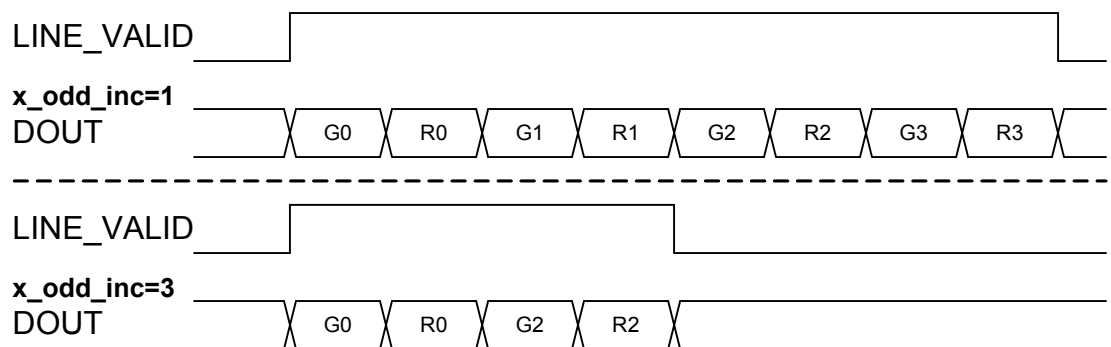 LINE_VALID
x_odd_inc=1
DOUT G0 R0 G1 R1 G2 R2 G3 R3
LINE_VALID
x_odd_inc=3
DOUT G0 R0 G2 R2